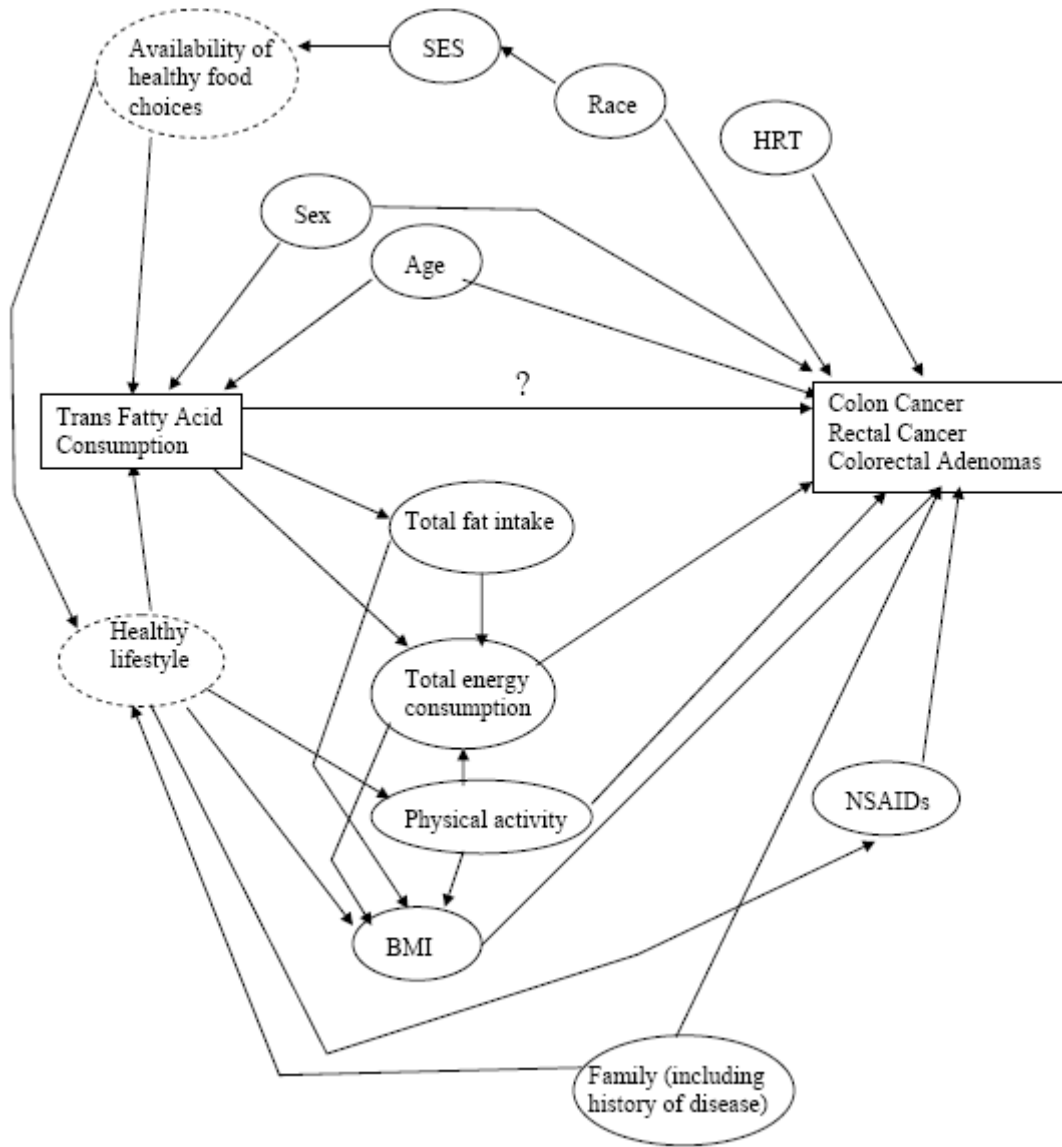 Availability of
healthy food
choices
SES
Race
HRT
Sex
Age
?
Trans Fatty Acid
Consumption
Colon Cancer
Rectal Cancer
Colorectal Adenomas
Total fat intake
Healthy
lifestyle
Total energy
consumption
Physical activity
NSAIDs
BMI
Family (including
history of disease)